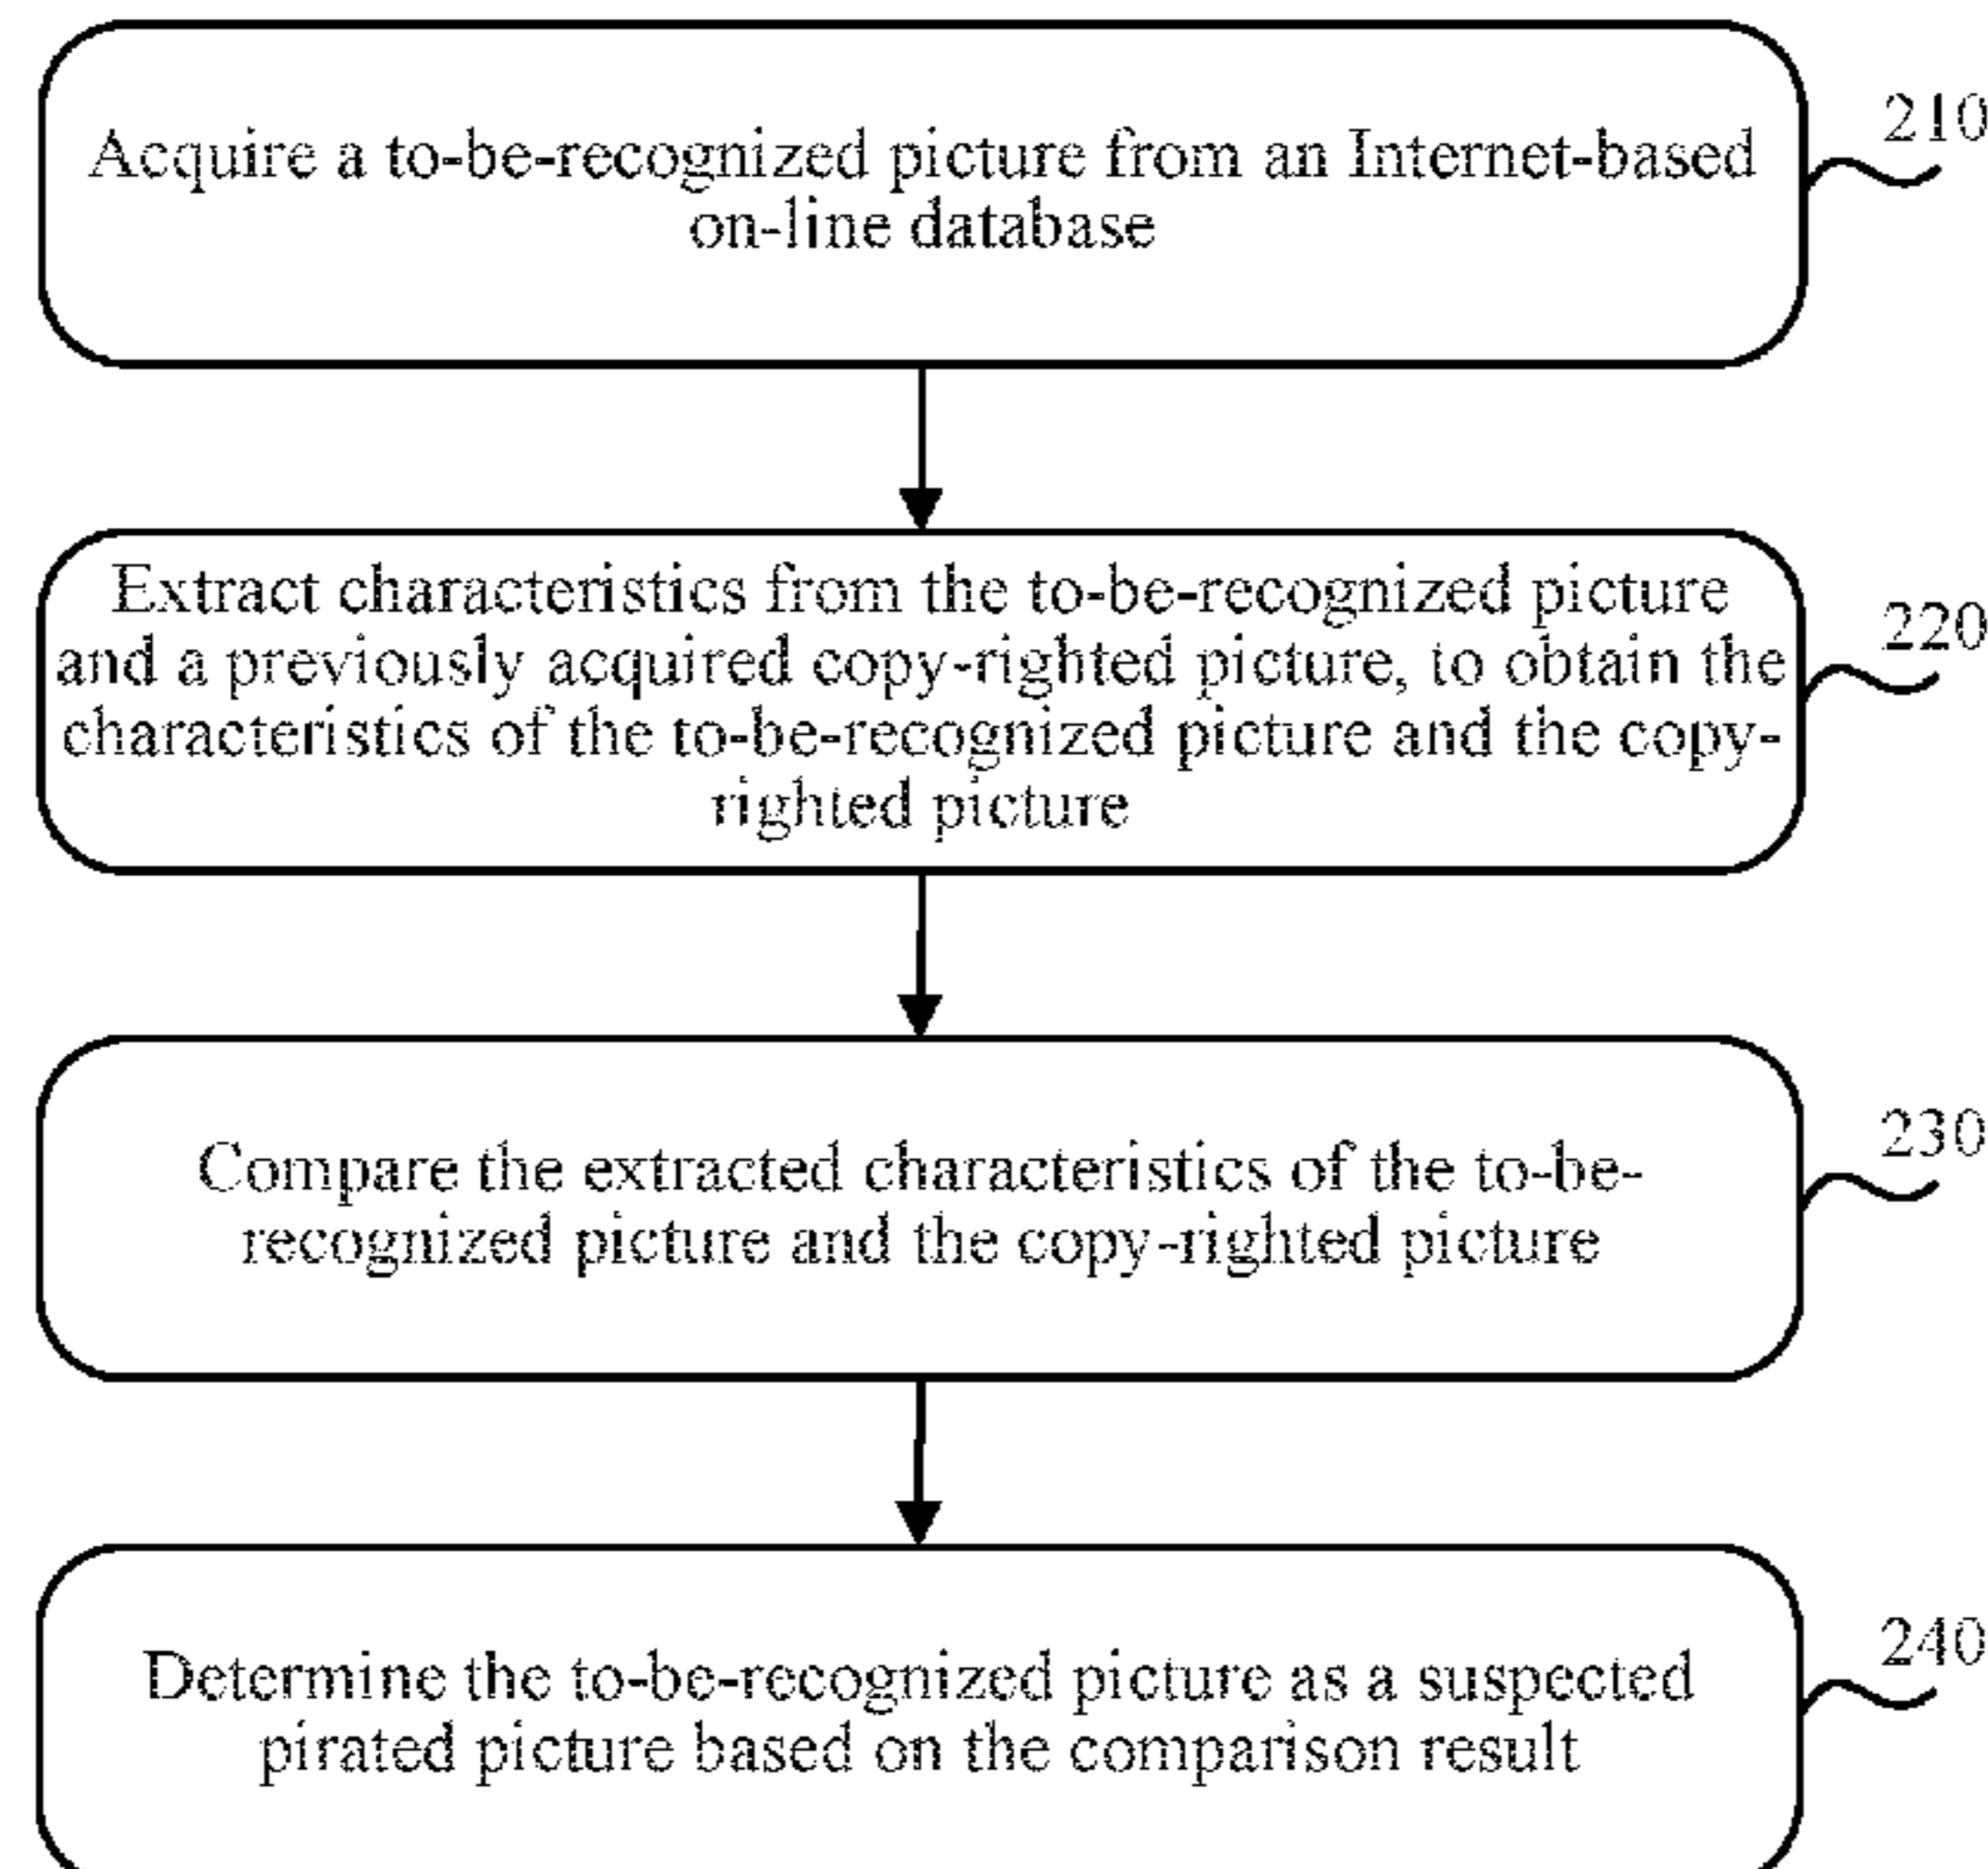 Acquire a to-be-recognized picture from an Internet-based
on-line database
210
Extract characteristics from the to-be-recognized picture
and a previously acquired copy-righted picture, to obtain the
characteristics of the to-be-recognized picture and the copy-
righted picture
220
Compare the extracted characteristics of the to-be-
recognized picture and the copy-righted picture
230
Determine the to-be-recognized picture as a suspected
pirated picture based on the comparison result
240